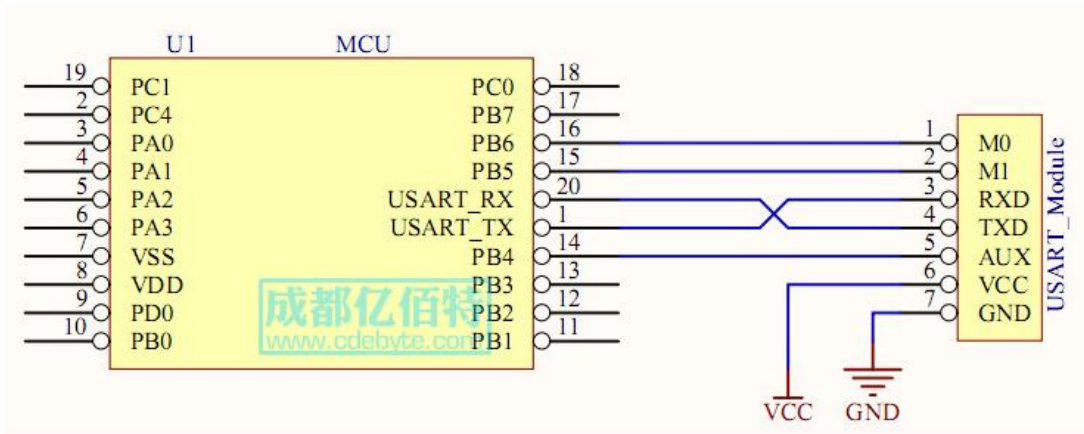 U1 MCU
19 PC1 PC0 18
2 PC4 PB7 17
3 PA0 PB6 16 1 M0
4 PA1 PB5 15 2 M1
5 PA2 USART_RX 20 3 RXD
6 PA3 USART_TX 1 4 TXD
7 VSS PB4 14 5 AUX
8 VDD PB3 13 6 VCC
9 PD0 PB2 12 7 GND
10 PB0 PB1 11
USART_Module
成都亿佰特
www.cdebyte.com
VCC GND